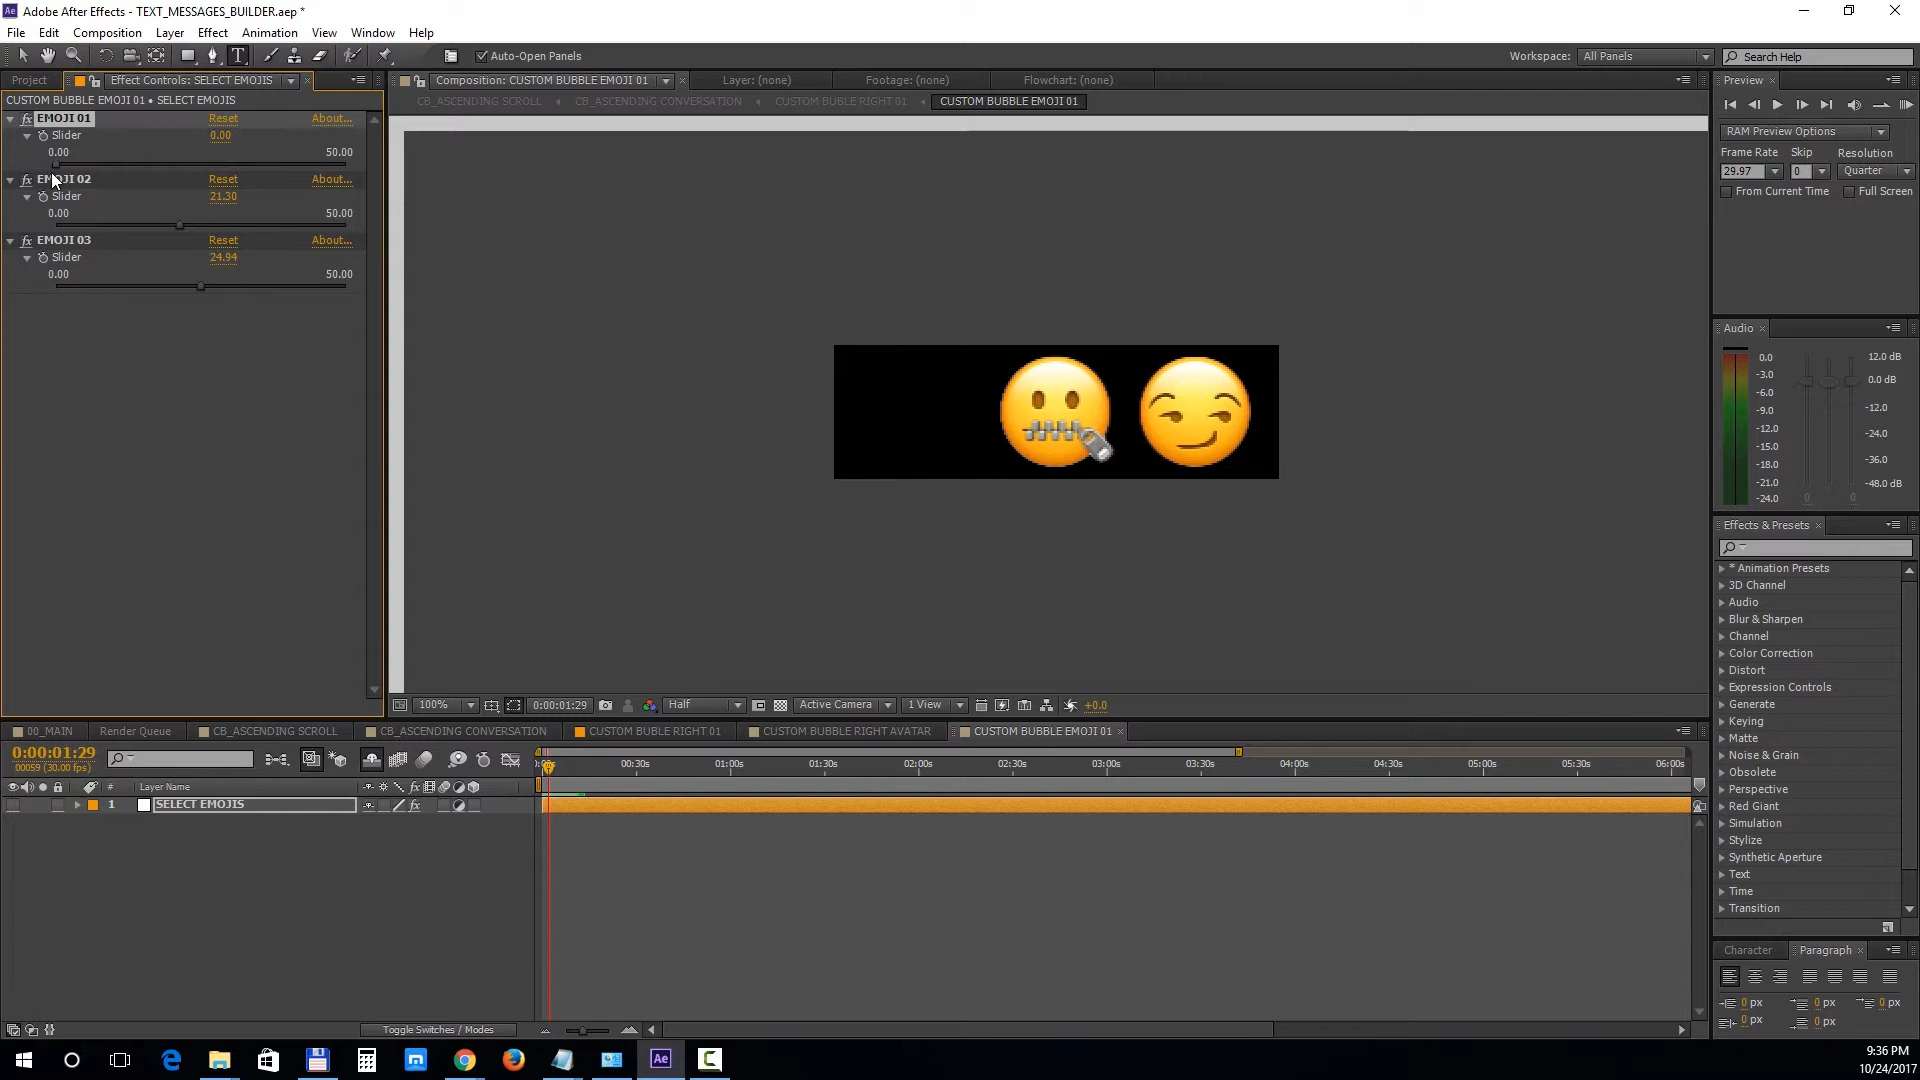 Adobe After Effects - TEXT_MESSAGES_BUILDER.aep *
File Edit Composition Layer Effect Animation View Window Help
Auto-Open Panels
Workspace: All Panels
Search Help
Project
Effect Controls: SELECT EMOJIS
CUSTOM BUBBLE EMOJI 01 • SELECT EMOJIS
EMOJI 01 Reset About...
Slider 0.00
0.00 50.00
EMOJI 02 Reset About...
Slider 21.30
0.00 50.00
EMOJI 03 Reset About...
Slider 24.94
0.00 50.00
Composition: CUSTOM BUBBLE EMOJI 01
Layer: (none)
Footage: (none)
Flowchart: (none)
CB_ASCENDING SCROLL
CB_ASCENDING CONVERSATION
CUSTOM BUBLE RIGHT 01
CUSTOM BUBBLE EMOJI 01
100%
0:00:01:29
Half
Active Camera
1 View
+0.0
Preview
RAM Preview Options
Frame Rate Skip Resolution
29.97 0 Quarter
From Current Time Full Screen
Audio
0.0
-3.0
-6.0
-9.0
-12.0
-15.0
-18.0
-21.0
-24.0
12.0 dB
0.0 dB
-12.0
-24.0
-36.0
-48.0 dB
0 0
Effects & Presets
* Animation Presets
3D Channel
Audio
Blur & Sharpen
Channel
Color Correction
Distort
Expression Controls
Generate
Keying
Matte
Noise & Grain
Obsolete
Perspective
Red Giant
Simulation
Stylize
Synthetic Aperture
Text
Time
Transition
Character
Paragraph
0 px 0 px 0 px
0 px 0 px
00_MAIN
Render Queue
CB_ASCENDING SCROLL
CB_ASCENDING CONVERSATION
CUSTOM BUBLE RIGHT 01
CUSTOM BUBBLE RIGHT AVATAR
CUSTOM BUBBLE EMOJI 01
0:00:01:29
00059 (30.00 fps)
00:30s 01:00s 01:30s 02:00s 02:30s 03:00s 03:30s 04:00s 04:30s 05:00s 05:30s 06:00s
# Layer Name
1 SELECT EMOJIS
Toggle Switches / Modes
9:36 PM
10/24/2017